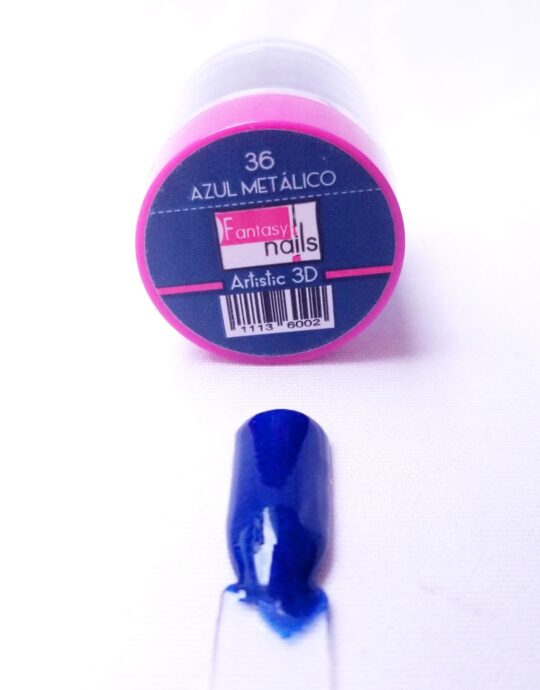 36
AZUL METÁLICO
Fantasy
nails
Artistic 3D
1113 6002